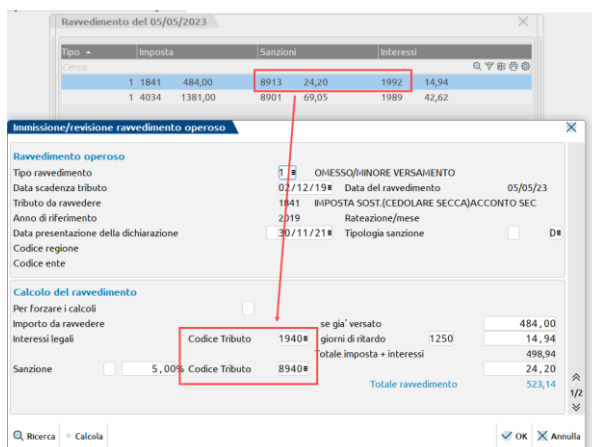 Ravvedimento del 05/05/2023
Tipo Imposta Sanzioni Interessi
Cerca
1 1841 484,00 8913 24,20 1992 14,94
1 4034 1381,00 8901 69,05 1989 42,62
Immissione/revisione ravvedimento operoso
Ravvedimento operoso
Tipo ravvedimento 1 OMESSO/MINORE VERSAMENTO
Data scadenza tributo 02/12/19 Data del ravvedimento 05/05/23
Tributo da ravvedere 1841 IMPOSTA SOST.(CEDOLARE SECCA)ACCONTO SEC
Anno di riferimento 2019 Rateazione/mese
Data presentazione della dichiarazione 30/11/21 Tipologia sanzione D
Codice regione
Codice ente
Calcolo del ravvedimento
Per forzare i calcoli
Importo da ravvedere se gia' versato 484,00
Interessi legali Codice Tributo 1940 giorni di ritardo 1250 14,94
Totale imposta + interessi 498,94
Sanzione 5,00% Codice Tributo 8940 24,20
Totale ravvedimento 523,14
1/2
Ricerca Calcola OK Annulla